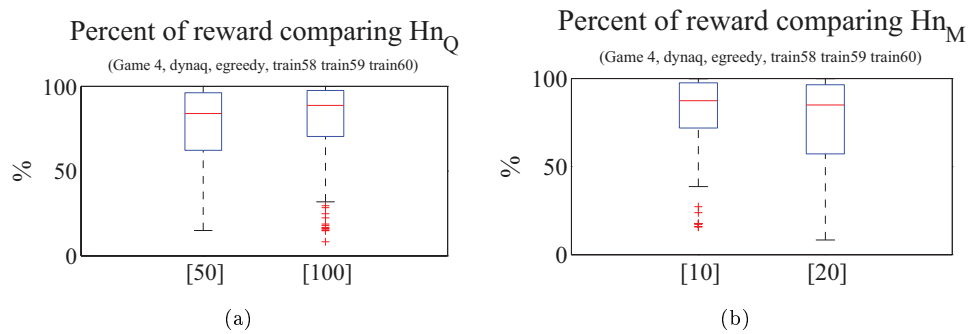 Percent of reward comparing Hn_Q
(Game 4, dynaq, egreedy, train58 train59 train60)
100
50
0
%
[50] [100]
(a)
Percent of reward comparing Hn_M
(Game 4, dynaq, egreedy, train58 train59 train60)
100
50
0
%
[10] [20]
(b)